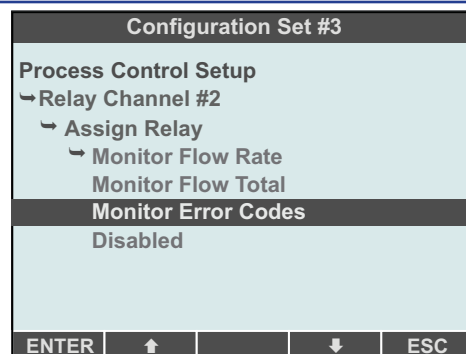 Configuration Set #3
Process Control Setup
➥Relay Channel #2
➥ Assign Relay
➥ Monitor Flow Rate
Monitor Flow Total
Monitor Error Codes
Disabled
ENTER ⬆ ⬇ ESC